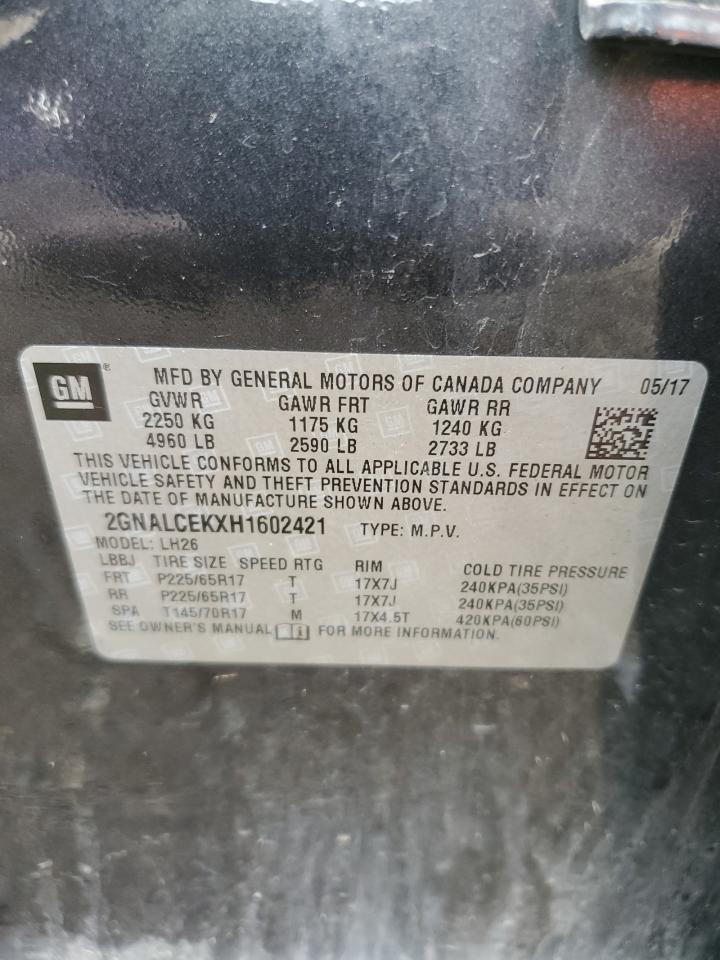 GM ®
MFD BY GENERAL MOTORS OF CANADA COMPANY 05/17
GVWR GAWR FRT GAWR RR
2250 KG 1175 KG 1240 KG
4960 LB 2590 LB 2733 LB
THIS VEHICLE CONFORMS TO ALL APPLICABLE U.S. FEDERAL MOTOR
VEHICLE SAFETY AND THEFT PREVENTION STANDARDS IN EFFECT ON
THE DATE OF MANUFACTURE SHOWN ABOVE.
2GNALCEKXH1602421 TYPE: M.P.V.
MODEL: LH26
LBBJ TIRE SIZE SPEED RTG RIM COLD TIRE PRESSURE
FRT P225/65R17 T 17X7J 240KPA(35PSI)
RR P225/65R17 T 17X7J 240KPA(35PSI)
SPA T145/70R17 M 17X4.5T 420KPA(60PSI)
SEE OWNER'S MANUAL FOR MORE INFORMATION.